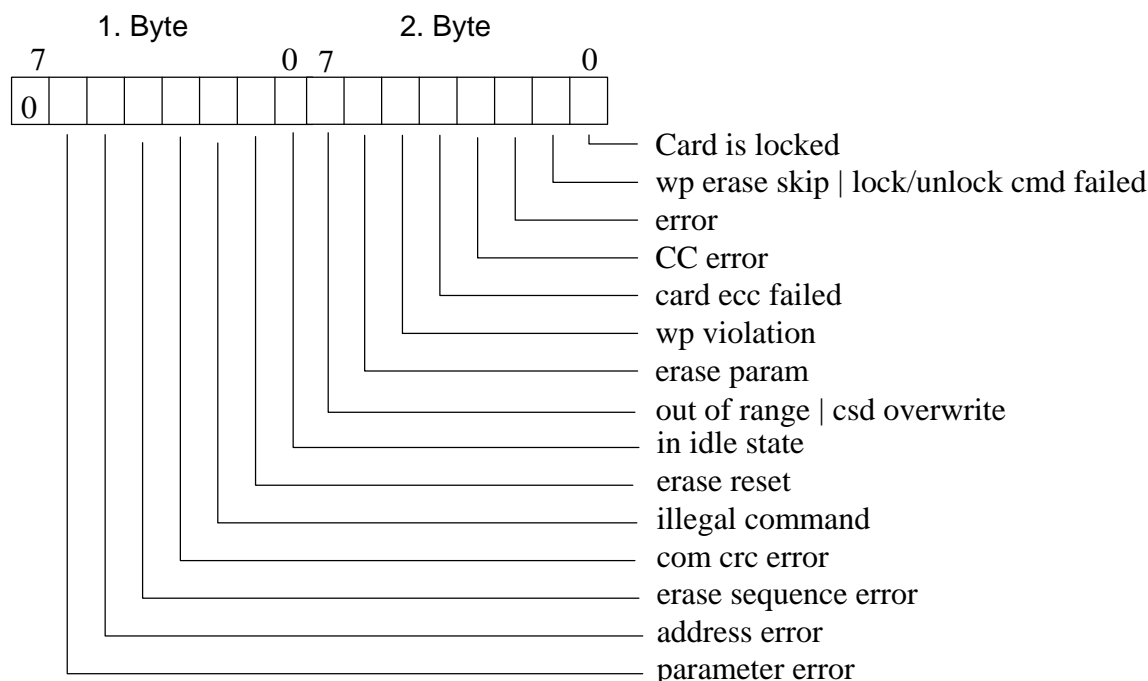 1. Byte 2. Byte
7 0 7 0
0
Card is locked
wp erase skip | lock/unlock cmd failed
error
CC error
card ecc failed
wp violation
erase param
out of range | csd overwrite
in idle state
erase reset
illegal command
com crc error
erase sequence error
address error
parameter error